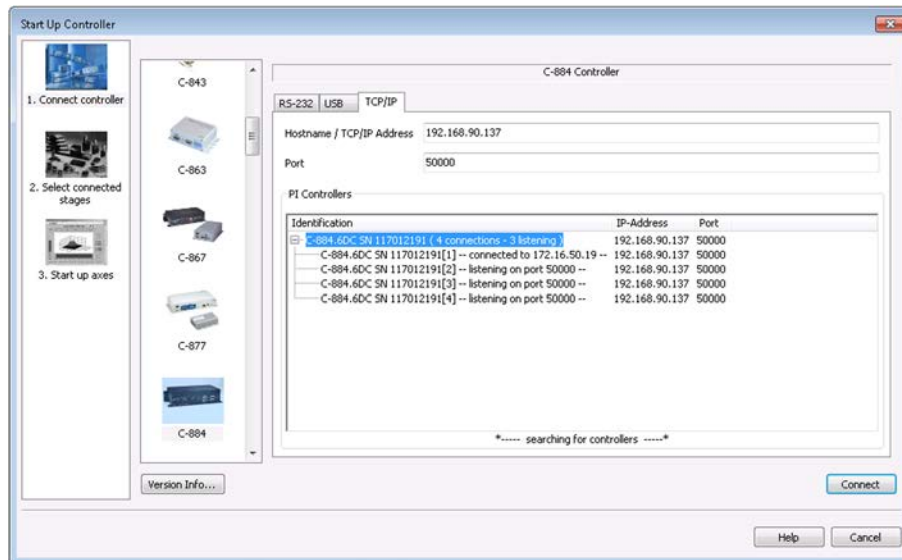 Start Up Controller
1. Connect controller
2. Select connected
stages
3. Start up axes
C-843
C-863
C-867
C-877
C-884
Version Info...
C-884 Controller
RS-232 USB TCP/IP
Hostname / TCP/IP Address 192.168.90.137
Port 50000
PI Controllers
Identification IP-Address Port
C-884.6DC SN 117012191 ( 4 connections - 3 listening ) 192.168.90.137 50000
C-884.6DC SN 117012191[1] -- connected to 172.16.50.19 -- 192.168.90.137 50000
C-884.6DC SN 117012191[2] -- listening on port 50000 -- 192.168.90.137 50000
C-884.6DC SN 117012191[3] -- listening on port 50000 -- 192.168.90.137 50000
C-884.6DC SN 117012191[4] -- listening on port 50000 -- 192.168.90.137 50000
*----- searching for controllers -----*
Connect
Help Cancel